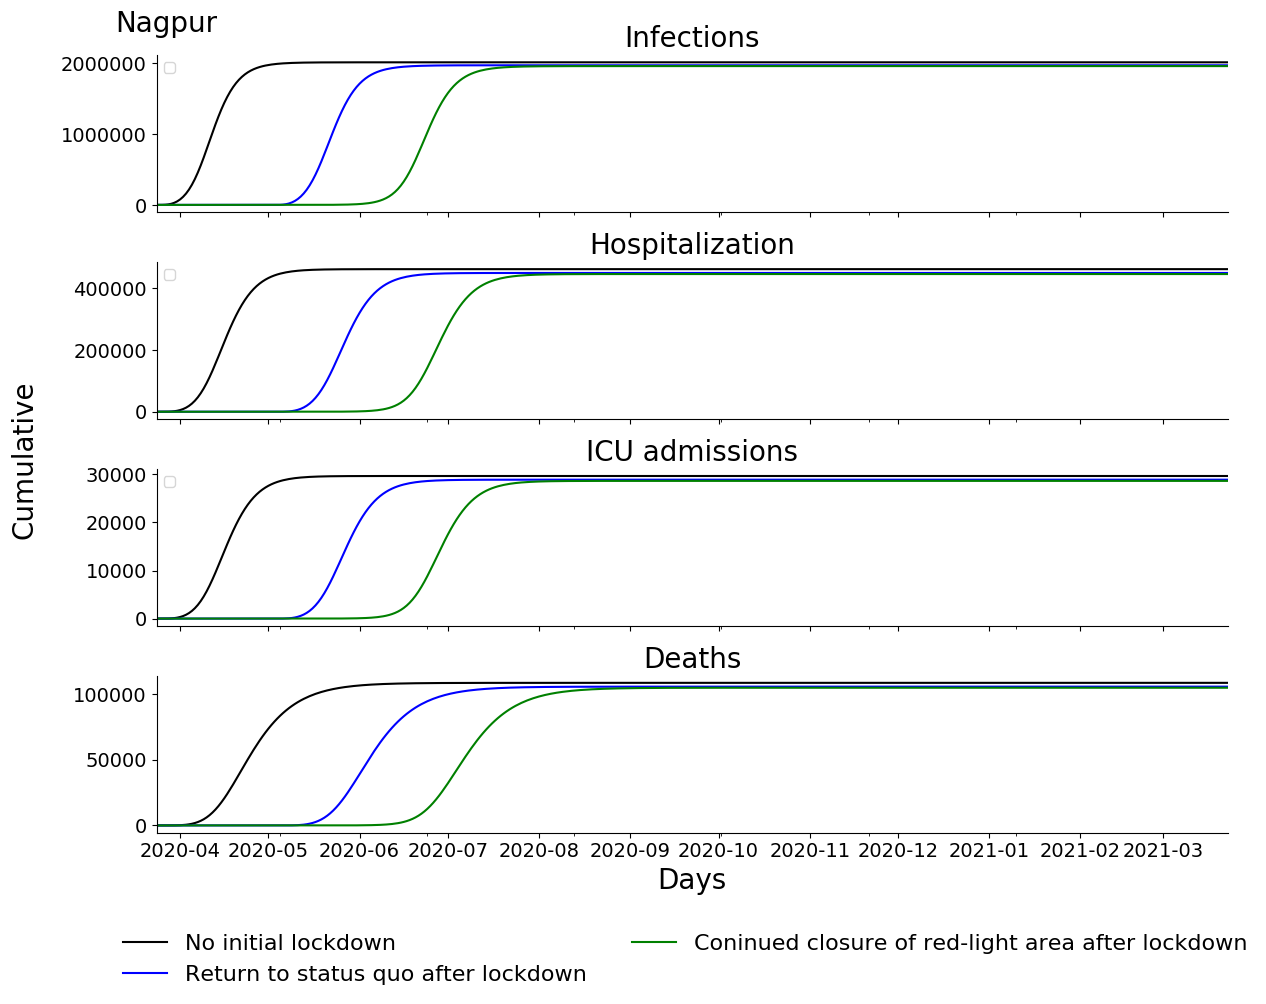 Nagpur
Infections
2000000
1000000
0
Hospitalization
400000
200000
0
ICU admissions
30000
20000
10000
0
Deaths
100000
50000
0
Cumulative
2020-04 2020-05 2020-06 2020-07 2020-08 2020-09 2020-10 2020-11 2020-12 2021-01 2021-02 2021-03
Days
No initial lockdown
Return to status quo after lockdown
Coninued closure of red-light area after lockdown